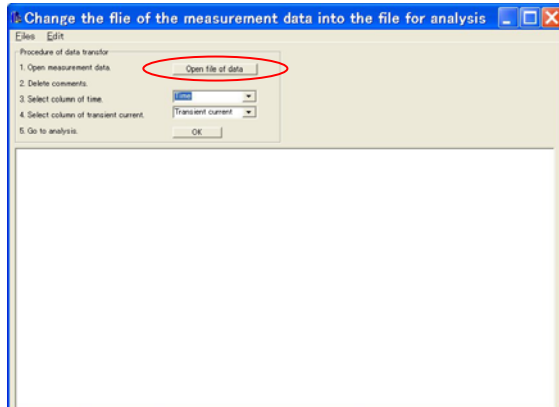 Change the flie of the measurement data into the file for analysis
Files Edit
Procedure of data transfor
1. Open measurement data. Open file of data
2. Delete comments.
3. Select column of time. Time
4. Select column of transient current. Transient current
5. Go to analysis. OK